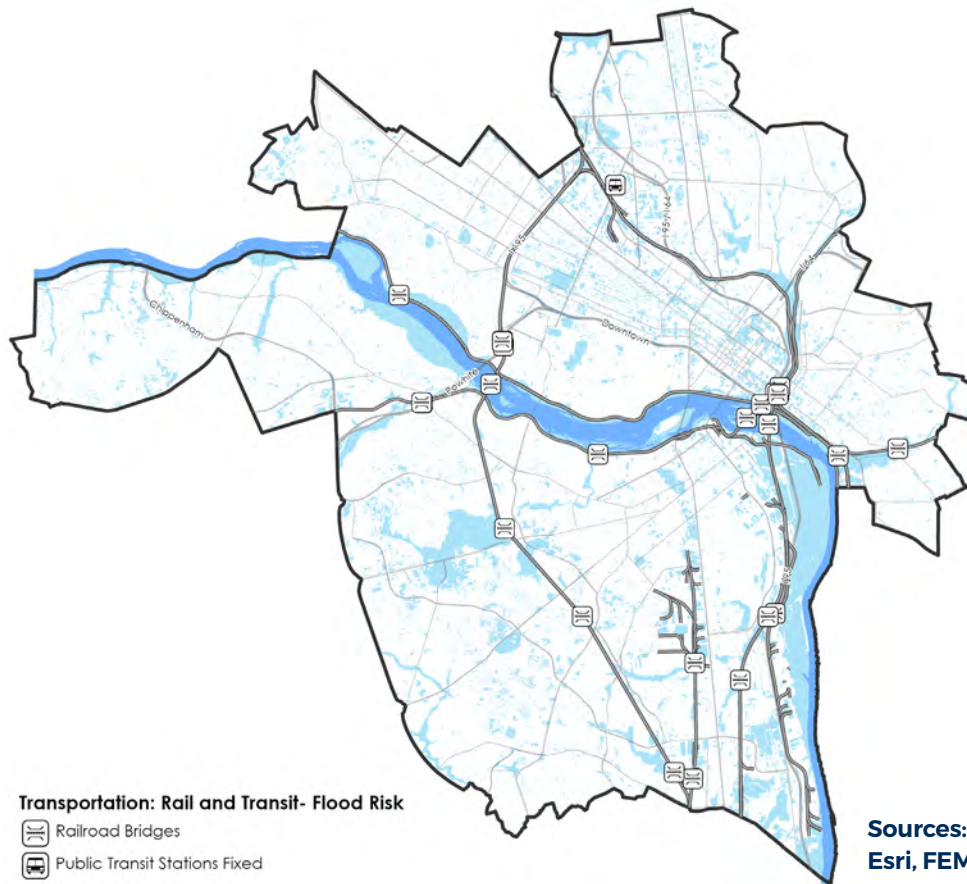 I-95 / I-64
I-195
I-64
Chippenham
Downtown
Powhite
I-95
Transportation: Rail and Transit- Flood Risk
Railroad Bridges
Public Transit Stations Fixed
Sources:
Esri, FEM